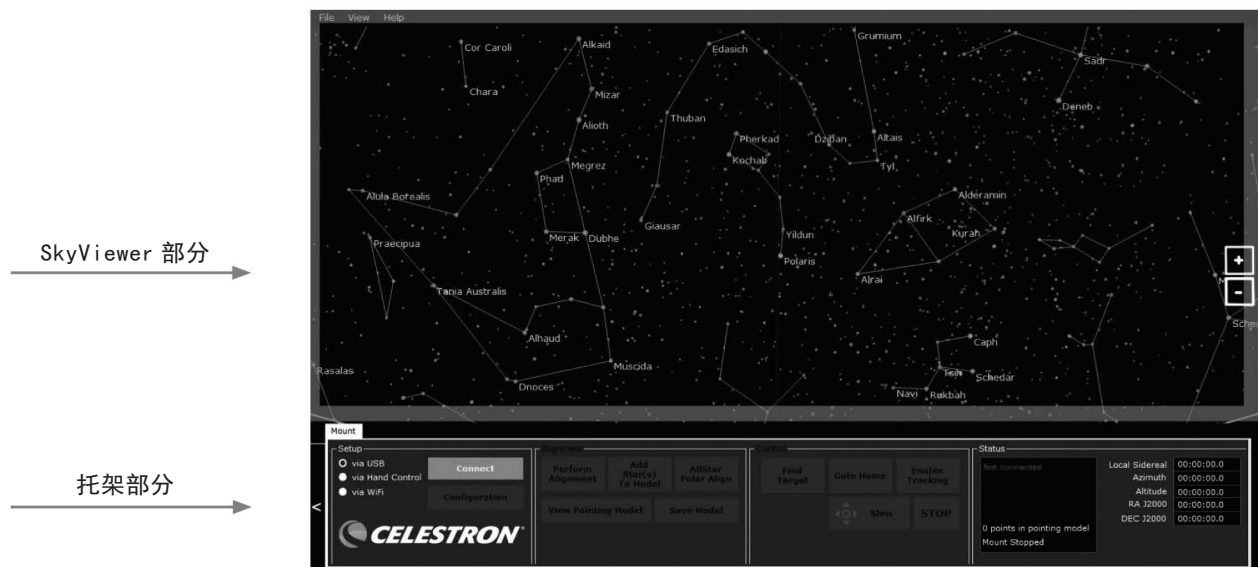 File View Help
Cor Caroli
Alkaid
Edasich
Grumium
Sadr
Chara
Mizar
Deneb
Alioth
Thuban
Pherkad
Dziban
Altais
Kochab
Megrez
Tyl
Phad
Alula Borealis
Alderamin
Alfirk
Giausar
Kurah
Praecipua
Merak
Dubhe
Yildun
SkyViewer 部分
Polaris
+
Alrai
-
Tania Australis
Alhaud
Caph
Muscida
Rasalas
Tsih
Schedar
Dnoces
Navi
Rukbah
Mount
Setup
via USB
via Hand Control
via WiFi
Connect
Configuration
CELESTRON
Alignment
Perform Alignment
Add Star(s) To Model
AllStar Polar Align
View Pointing Model
Save Model
Control
Find Target
Goto Home
Enable Tracking
Slew
STOP
Status
Not connected
0 points in pointing model
Mount Stopped
Local Sidereal 00:00:00.0
Azimuth 00:00:00.0
Altitude 00:00:00.0
RA J2000 00:00:00.0
DEC J2000 00:00:00.0
托架部分
<